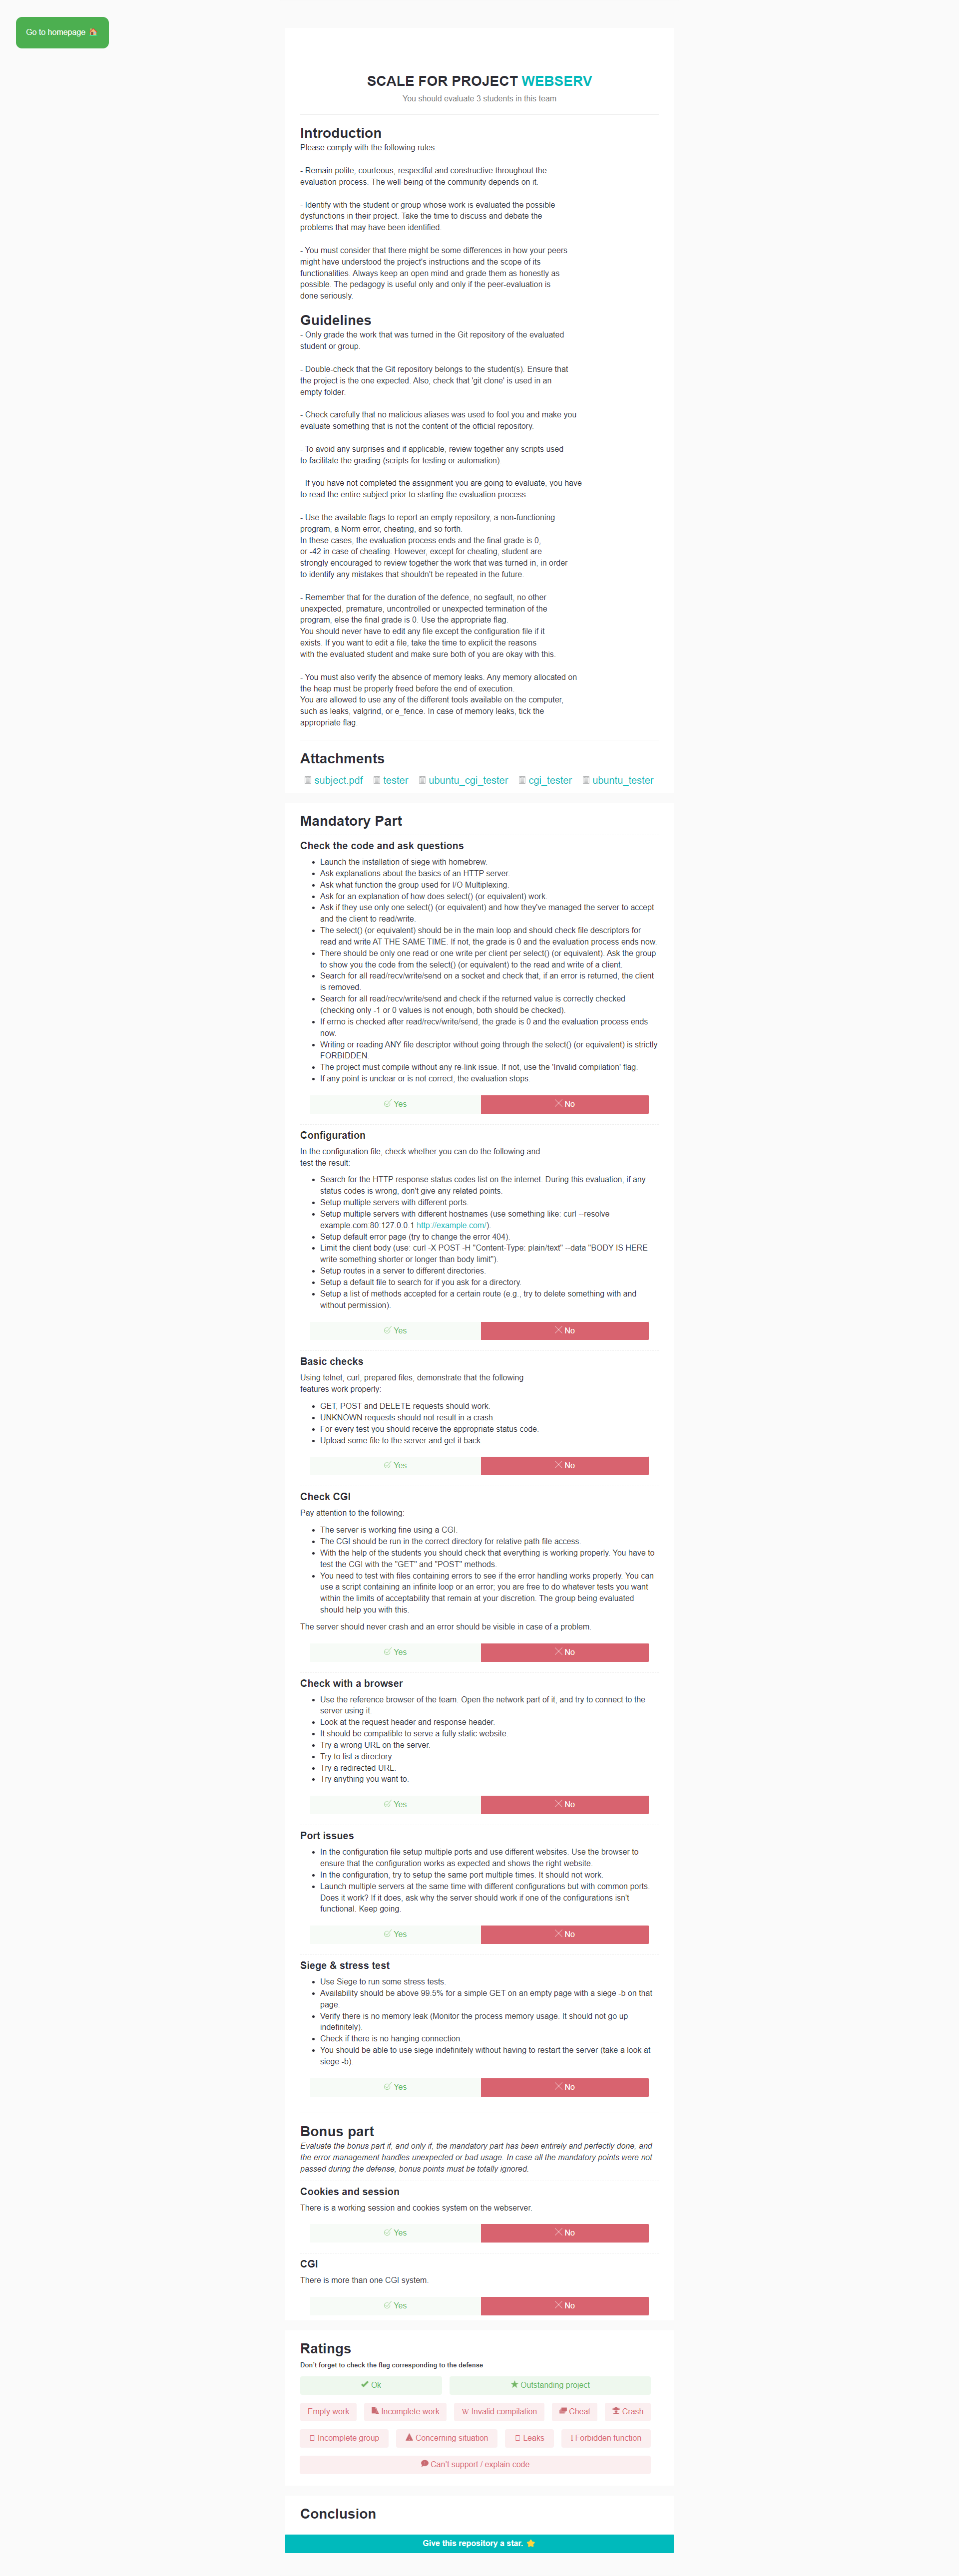 Go to homepage
SCALE FOR PROJECT WEBSERV
You should evaluate 3 students in this team
Introduction
Please comply with the following rules:
- Remain polite, courteous, respectful and constructive throughout the
evaluation process. The well-being of the community depends on it.
- Identify with the student or group whose work is evaluated the possible
dysfunctions in their project. Take the time to discuss and debate the
problems that may have been identified.
- You must consider that there might be some differences in how your peers
might have understood the project's instructions and the scope of its
functionalities. Always keep an open mind and grade them as honestly as
possible. The pedagogy is useful only and only if the peer-evaluation is
done seriously.
Guidelines
- Only grade the work that was turned in the Git repository of the evaluated
student or group.
- Double-check that the Git repository belongs to the student(s). Ensure that
the project is the one expected. Also, check that 'git clone' is used in an
empty folder.
- Check carefully that no malicious aliases was used to fool you and make you
evaluate something that is not the content of the official repository.
- To avoid any surprises and if applicable, review together any scripts used
to facilitate the grading (scripts for testing or automation).
- If you have not completed the assignment you are going to evaluate, you have
to read the entire subject prior to starting the evaluation process.
- Use the available flags to report an empty repository, a non-functioning
program, a Norm error, cheating, and so forth.
In these cases, the evaluation process ends and the final grade is 0,
or -42 in case of cheating. However, except for cheating, student are
strongly encouraged to review together the work that was turned in, in order
to identify any mistakes that shouldn't be repeated in the future.
- Remember that for the duration of the defence, no segfault, no other
unexpected, premature, uncontrolled or unexpected termination of the
program, else the final grade is 0. Use the appropriate flag.
You should never have to edit any file except the configuration file if it
exists. If you want to edit a file, take the time to explicit the reasons
with the evaluated student and make sure both of you are okay with this.
- You must also verify the absence of memory leaks. Any memory allocated on
the heap must be properly freed before the end of execution.
You are allowed to use any of the different tools available on the computer,
such as leaks, valgrind, or e_fence. In case of memory leaks, tick the
appropriate flag.
Attachments
subject.pdf tester ubuntu_cgi_tester cgi_tester ubuntu_tester
Mandatory Part
Check the code and ask questions
• Launch the installation of siege with homebrew.
• Ask explanations about the basics of an HTTP server.
• Ask what function the group used for I/O Multiplexing.
• Ask for an explanation of how does select() (or equivalent) work.
• Ask if they use only one select() (or equivalent) and how they've managed the server to accept
and the client to read/write.
• The select() (or equivalent) should be in the main loop and should check file descriptors for
read and write AT THE SAME TIME. If not, the grade is 0 and the evaluation process ends now.
• There should be only one read or one write per client per select() (or equivalent). Ask the group
to show you the code from the select() (or equivalent) to the read and write of a client.
• Search for all read/recv/write/send on a socket and check that, if an error is returned, the client
is removed.
• Search for all read/recv/write/send and check if the returned value is correctly checked
(checking only -1 or 0 values is not enough, both should be checked).
• If errno is checked after read/recv/write/send, the grade is 0 and the evaluation process ends
now.
• Writing or reading ANY file descriptor without going through the select() (or equivalent) is strictly
FORBIDDEN.
• The project must compile without any re-link issue. If not, use the 'Invalid compilation' flag.
• If any point is unclear or is not correct, the evaluation stops.
Yes No
Configuration
In the configuration file, check whether you can do the following and
test the result:
• Search for the HTTP response status codes list on the internet. During this evaluation, if any
status codes is wrong, don't give any related points.
• Setup multiple servers with different ports.
• Setup multiple servers with different hostnames (use something like: curl --resolve
example.com:80:127.0.0.1 http://example.com/).
• Setup default error page (try to change the error 404).
• Limit the client body (use: curl -X POST -H "Content-Type: plain/text" --data "BODY IS HERE
write something shorter or longer than body limit").
• Setup routes in a server to different directories.
• Setup a default file to search for if you ask for a directory.
• Setup a list of methods accepted for a certain route (e.g., try to delete something with and
without permission).
Yes No
Basic checks
Using telnet, curl, prepared files, demonstrate that the following
features work properly:
• GET, POST and DELETE requests should work.
• UNKNOWN requests should not result in a crash.
• For every test you should receive the appropriate status code.
• Upload some file to the server and get it back.
Yes No
Check CGI
Pay attention to the following:
• The server is working fine using a CGI.
• The CGI should be run in the correct directory for relative path file access.
• With the help of the students you should check that everything is working properly. You have to
test the CGI with the "GET" and "POST" methods.
• You need to test with files containing errors to see if the error handling works properly. You can
use a script containing an infinite loop or an error; you are free to do whatever tests you want
within the limits of acceptability that remain at your discretion. The group being evaluated
should help you with this.
The server should never crash and an error should be visible in case of a problem.
Yes No
Check with a browser
• Use the reference browser of the team. Open the network part of it, and try to connect to the
server using it.
• Look at the request header and response header.
• It should be compatible to serve a fully static website.
• Try a wrong URL on the server.
• Try to list a directory.
• Try a redirected URL.
• Try anything you want to.
Yes No
Port issues
• In the configuration file setup multiple ports and use different websites. Use the browser to
ensure that the configuration works as expected and shows the right website.
• In the configuration, try to setup the same port multiple times. It should not work.
• Launch multiple servers at the same time with different configurations but with common ports.
Does it work? If it does, ask why the server should work if one of the configurations isn't
functional. Keep going.
Yes No
Siege & stress test
• Use Siege to run some stress tests.
• Availability should be above 99.5% for a simple GET on an empty page with a siege -b on that
page.
• Verify there is no memory leak (Monitor the process memory usage. It should not go up
indefinitely).
• Check if there is no hanging connection.
• You should be able to use siege indefinitely without having to restart the server (take a look at
siege -b).
Yes No
Bonus part
Evaluate the bonus part if, and only if, the mandatory part has been entirely and perfectly done, and
the error management handles unexpected or bad usage. In case all the mandatory points were not
passed during the defense, bonus points must be totally ignored.
Cookies and session
There is a working session and cookies system on the webserver.
Yes No
CGI
There is more than one CGI system.
Yes No
Ratings
Don't forget to check the flag corresponding to the defense
Ok Outstanding project
Empty work Incomplete work Invalid compilation Cheat Crash
Incomplete group Concerning situation Leaks Forbidden function
Can't support / explain code
Conclusion
Give this repository a star.